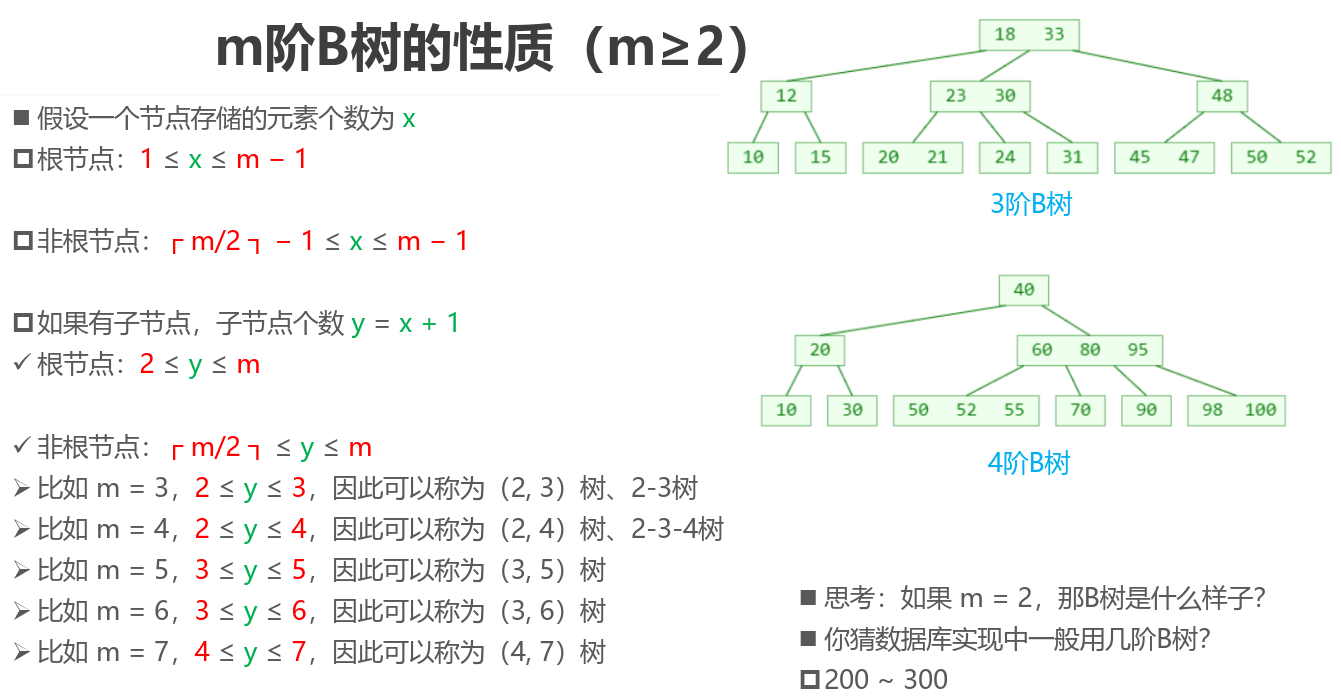 m阶B树的性质（m≥2）
■ 假设一个节点存储的元素个数为 x
根节点：1 ≤ x ≤ m − 1
非根节点：┌ m/2 ┐ − 1 ≤ x ≤ m − 1
如果有子节点，子节点个数 y = x + 1
✓ 根节点：2 ≤ y ≤ m
✓ 非根节点：┌ m/2 ┐ ≤ y ≤ m
➢ 比如 m = 3，2 ≤ y ≤ 3，因此可以称为（2, 3）树、2-3树
➢ 比如 m = 4，2 ≤ y ≤ 4，因此可以称为（2, 4）树、2-3-4树
➢ 比如 m = 5，3 ≤ y ≤ 5，因此可以称为（3, 5）树
➢ 比如 m = 6，3 ≤ y ≤ 6，因此可以称为（3, 6）树
➢ 比如 m = 7，4 ≤ y ≤ 7，因此可以称为（4, 7）树
18 33
12 23 30 48
10 15 20 21 24 31 45 47 50 52
3阶B树
40
20 60 80 95
10 30 50 52 55 70 90 98 100
4阶B树
■ 思考：如果 m = 2，那B树是什么样子？
■ 你猜数据库实现中一般用几阶B树？
200 ~ 300